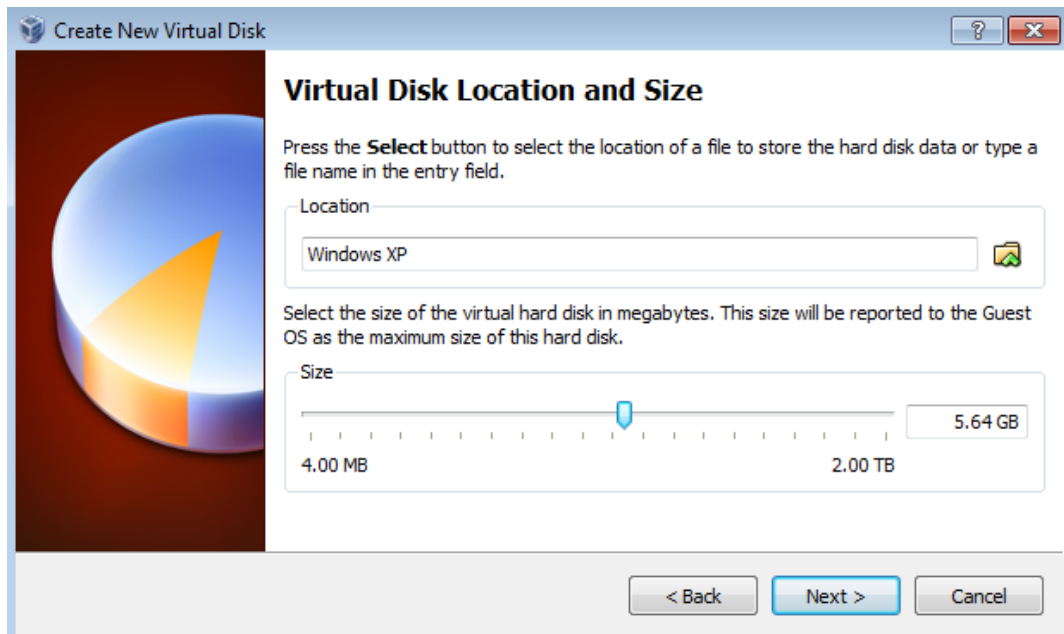 Create New Virtual Disk
?
Virtual Disk Location and Size
Press the Select button to select the location of a file to store the hard disk data or type a
file name in the entry field.
Location
Windows XP
Select the size of the virtual hard disk in megabytes. This size will be reported to the Guest
OS as the maximum size of this hard disk.
Size
5.64 GB
4.00 MB 2.00 TB
< Back Next > Cancel